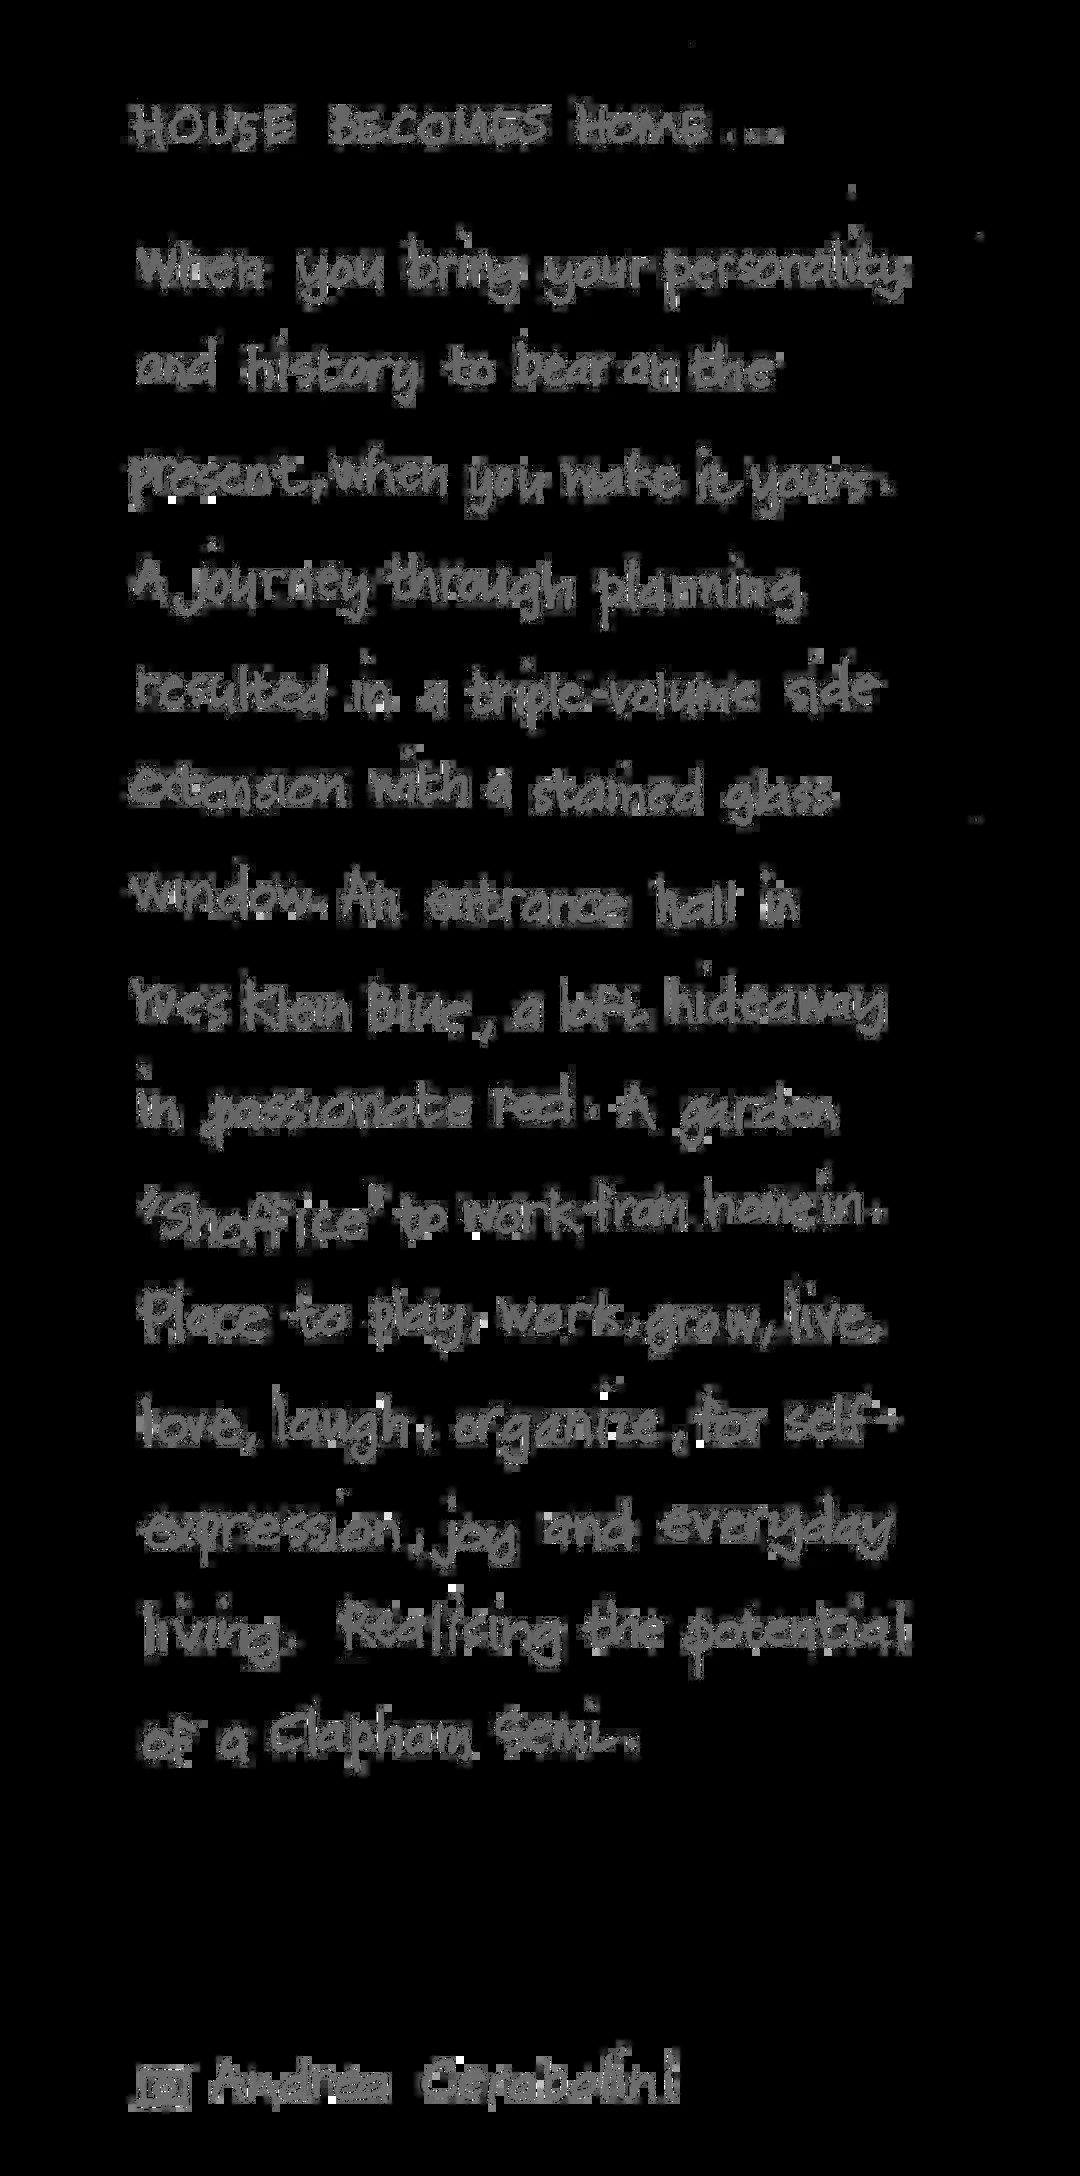 HOUSE BECOMES HOME...
When you bring your personality
and history to bear on the
present, when you make it yours.
A journey through planning
resulted in a triple-volume side
extension with a stained glass
window. An entrance hall in
Yves Klein Blue, a loft hideaway
in passionate red. A garden
"Shoffice" to work from home in.
Place to play, work, grow, live,
love, laugh, organize, for self-
expression, joy and everyday
living. Realising the potential
of a Clapham semi.
Andrea